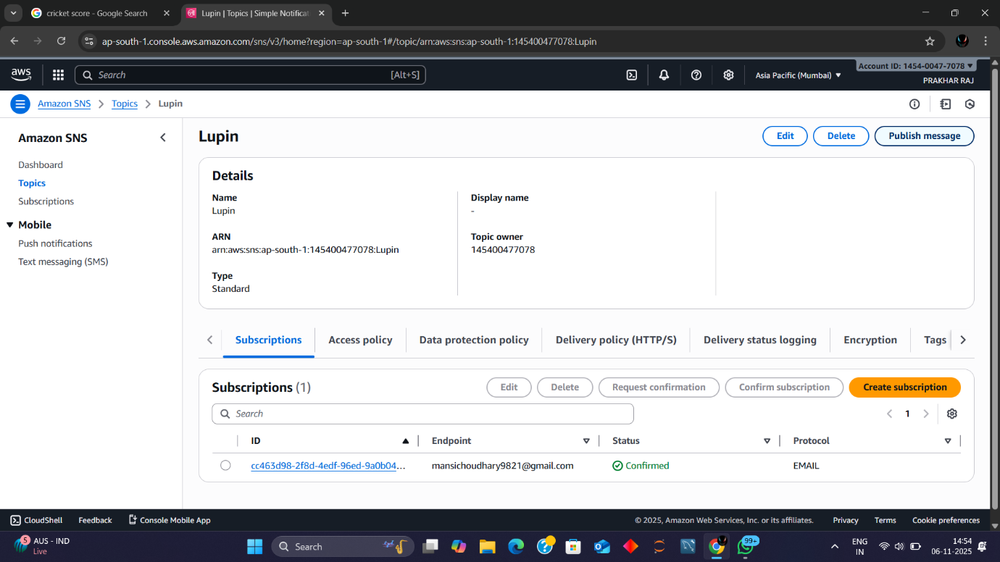 cricket score - Google Search
Lupin | Topics | Simple Notificat
ap-south-1.console.aws.amazon.com/sns/v3/home?region=ap-south-1#/topic/arn:aws:sns:ap-south-1:145400477078:Lupin
aws
Search [Alt+S]
Asia Pacific (Mumbai)
Account ID: 1454-0047-7078
PRAKHAR RAJ
Amazon SNS
Topics
Lupin
Amazon SNS
Dashboard
Topics
Subscriptions
Mobile
Push notifications
Text messaging (SMS)
Lupin
Edit
Delete
Publish message
Details
Name
Lupin
ARN
arn:aws:sns:ap-south-1:145400477078:Lupin
Type
Standard
Display name
-
Topic owner
145400477078
Subscriptions
Access policy
Data protection policy
Delivery policy (HTTP/S)
Delivery status logging
Encryption
Tags
Subscriptions (1)
Edit
Delete
Request confirmation
Confirm subscription
Create subscription
Search
1
ID
Endpoint
Status
Protocol
cc463d98-2f8d-4edf-96ed-9a0b04...
mansichoudhary9821@gmail.com
Confirmed
EMAIL
CloudShell
Feedback
Console Mobile App
© 2025, Amazon Web Services, Inc. or its affiliates.
Privacy
Terms
Cookie preferences
5
AUS - IND
Live
Search
99+
ENG
IN
14:54
06-11-2025